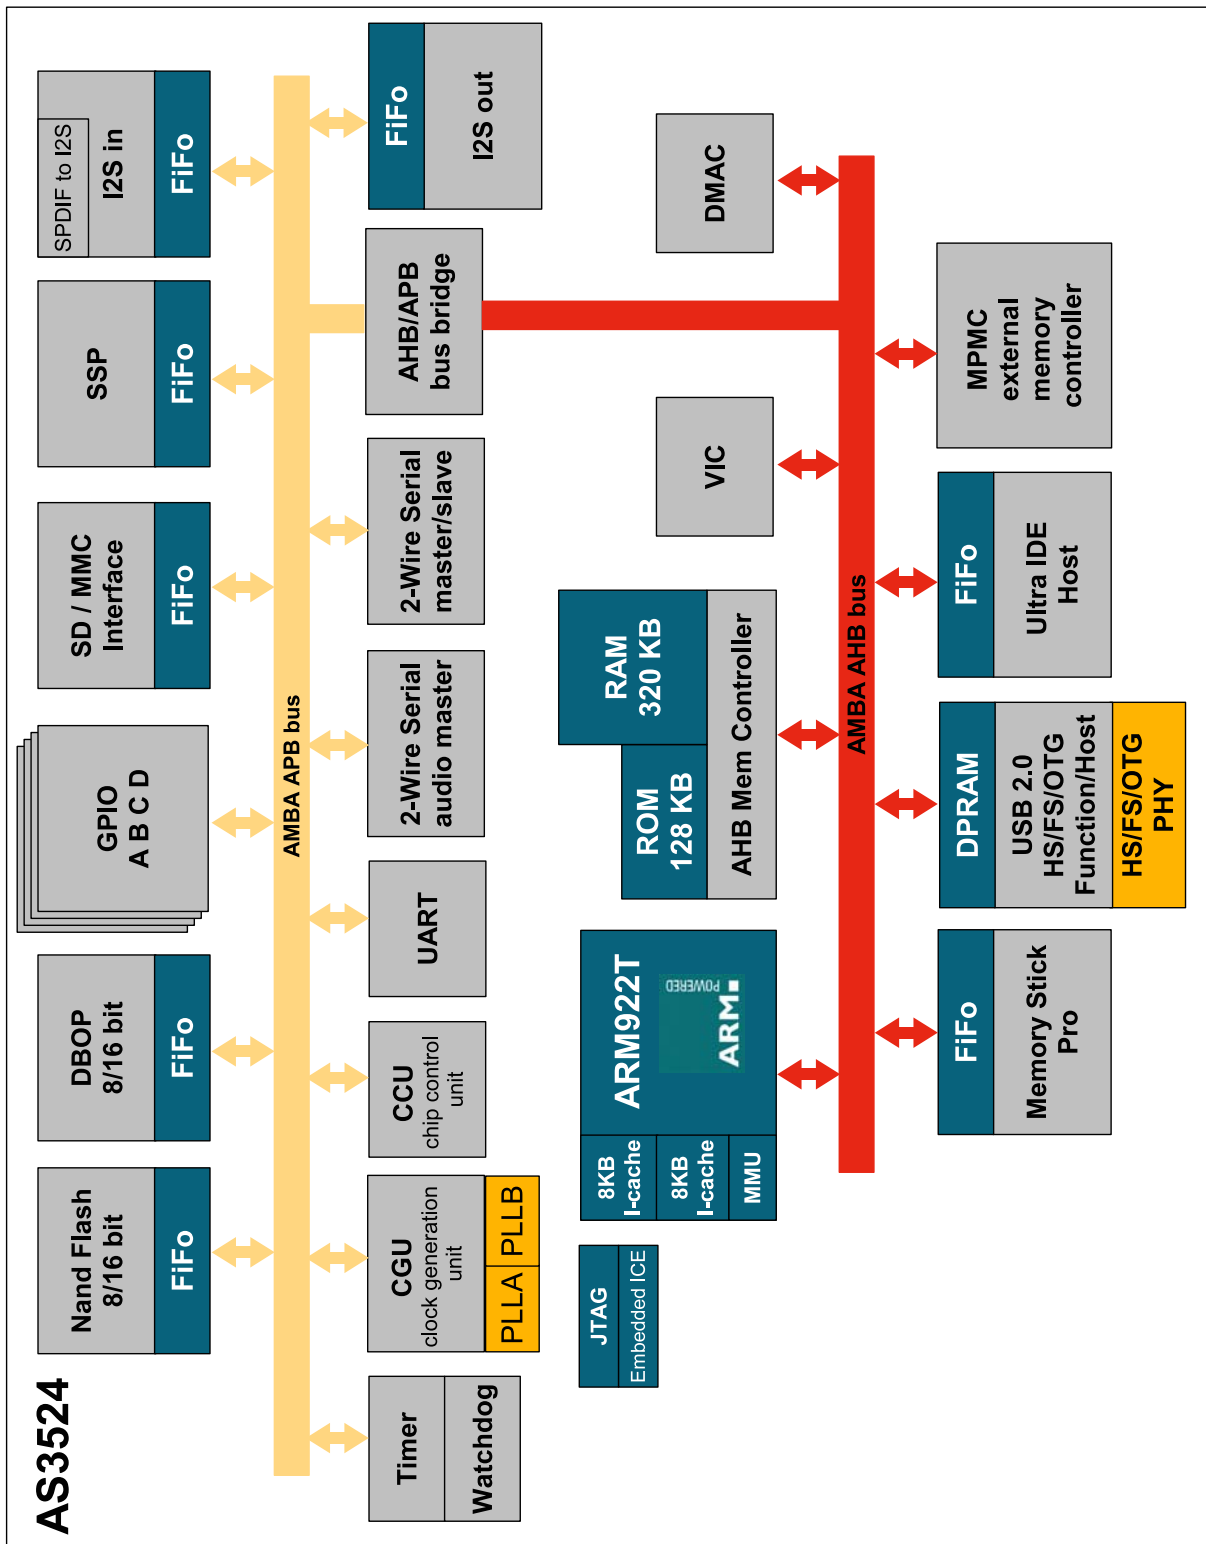 AS3524
Nand Flash
8/16 bit
FiFo
DBOP
8/16 bit
FiFo
GPIO
A B C D
SD / MMC
Interface
FiFo
SSP
FiFo
SPDIF to I2S
I2S in
FiFo
AMBA APB bus
Timer
Watchdog
CGU
clock generation
unit
PLLA
PLLB
CCU
chip control
unit
UART
2-Wire Serial
audio master
2-Wire Serial
master/slave
AHB/APB
bus bridge
FiFo
I2S out
JTAG
Embedded ICE
8KB
I-cache
8KB
I-cache
MMU
ARM922T
ARM
POWERED
ROM
128 KB
RAM
320 KB
AHB Mem Controller
VIC
DMAC
AMBA AHB bus
FiFo
Memory Stick
Pro
DPRAM
USB 2.0
HS/FS/OTG
Function/Host
HS/FS/OTG
PHY
FiFo
Ultra IDE
Host
MPMC
external
memory
controller